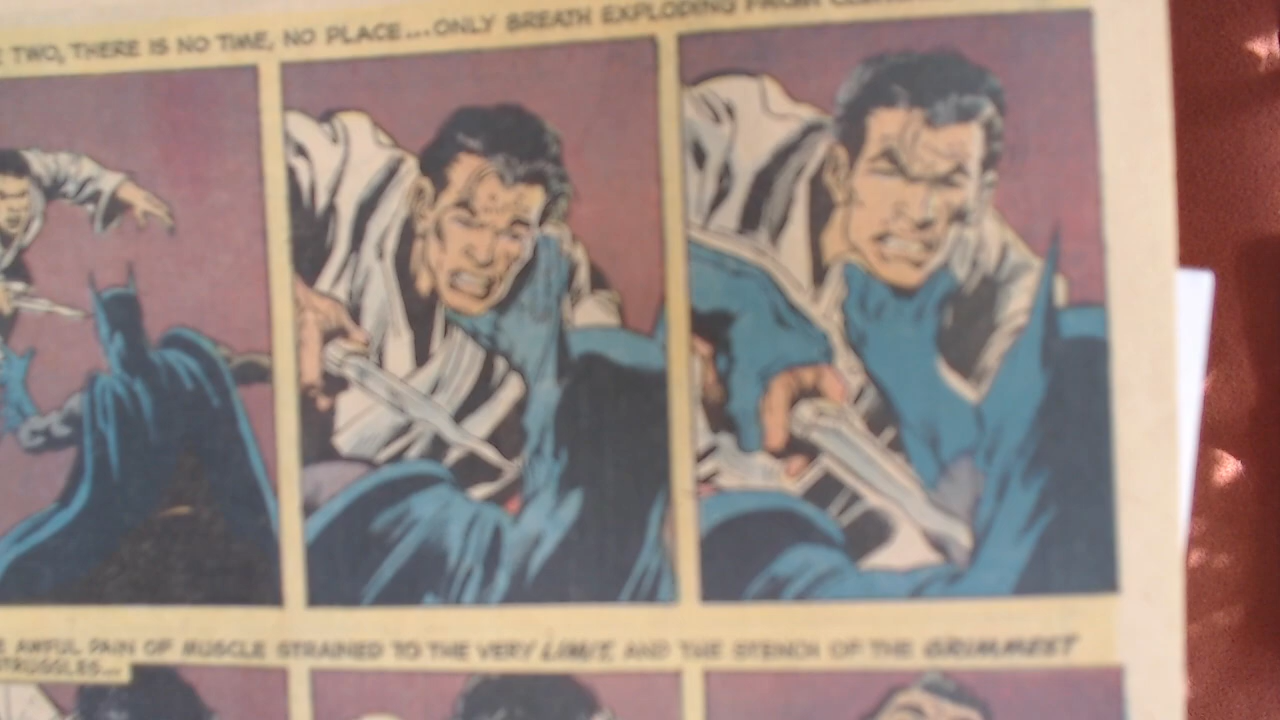 TWO, THERE IS NO TIME, NO PLACE...ONLY BREATH EXPLODING FROM
AWFUL PAIN OF MUSCLE STRAINED TO THE VERY LIMIT, AND THE STENCH OF THE GRIMMEST
STRUGGLES...